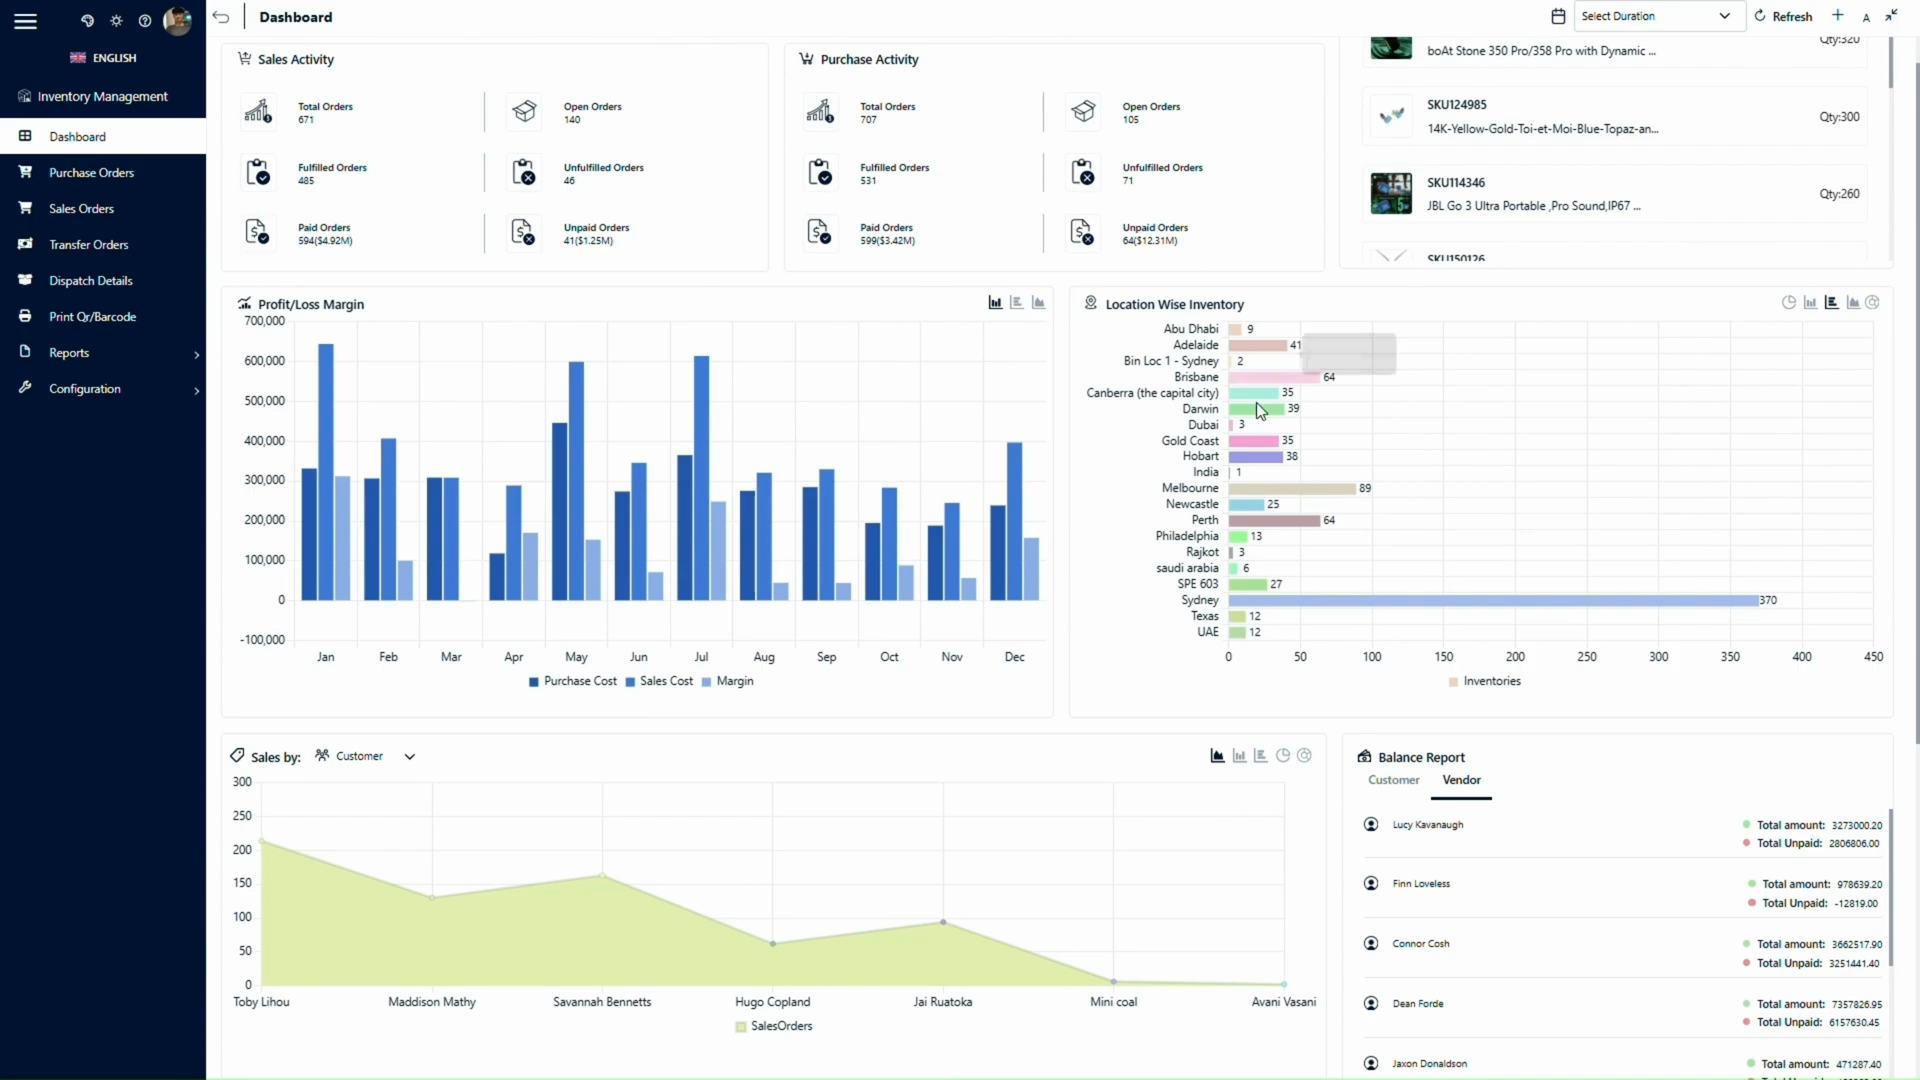 ENGLISH
Inventory Management
Dashboard
Purchase Orders
Sales Orders
Transfer Orders
Dispatch Details
Print Qr/Barcode
Reports
Configuration
Dashboard
Select Duration
Refresh
A
Sales Activity
Total Orders
671
Open Orders
140
Fulfilled Orders
485
Unfulfilled Orders
46
Paid Orders
594($4.92M)
Unpaid Orders
41($1.25M)
Purchase Activity
Total Orders
707
Open Orders
105
Fulfilled Orders
531
Unfulfilled Orders
71
Paid Orders
599($3.42M)
Unpaid Orders
64($12.31M)
Qty:320
boAt Stone 350 Pro/358 Pro with Dynamic ...
SKU124985
14K-Yellow-Gold-Toi-et-Moi-Blue-Topaz-an...
Qty:300
SKU114346
JBL Go 3 Ultra Portable ,Pro Sound,IP67 ...
Qty:260
SKU150126
Profit/Loss Margin
700,000
600,000
500,000
400,000
300,000
200,000
100,000
0
-100,000
Jan Feb Mar Apr May Jun Jul Aug Sep Oct Nov Dec
Purchase Cost Sales Cost Margin
Location Wise Inventory
Abu Dhabi 9
Adelaide 41
Bin Loc 1 - Sydney 2
Brisbane 64
Canberra (the capital city) 35
Darwin 39
Dubai 3
Gold Coast 35
Hobart 38
India 1
Melbourne 89
Newcastle 25
Perth 64
Philadelphia 13
Rajkot 3
saudi arabia 6
SPE 603 27
Sydney 370
Texas 12
UAE 12
0 50 100 150 200 250 300 350 400 450
Inventories
Sales by: Customer
300
250
200
150
100
50
0
Toby Lihou Maddison Mathy Savannah Bennetts Hugo Copland Jai Ruatoka Mini coal Avani Vasani
SalesOrders
Balance Report
Customer Vendor
Lucy Kavanaugh
Total amount: 3273000.20
Total Unpaid: 2806806.00
Finn Loveless
Total amount: 978639.20
Total Unpaid: -12819.00
Connor Cosh
Total amount: 3662517.90
Total Unpaid: 3251441.40
Dean Forde
Total amount: 7357826.95
Total Unpaid: 6157630.45
Jaxon Donaldson
Total amount: 471287.40